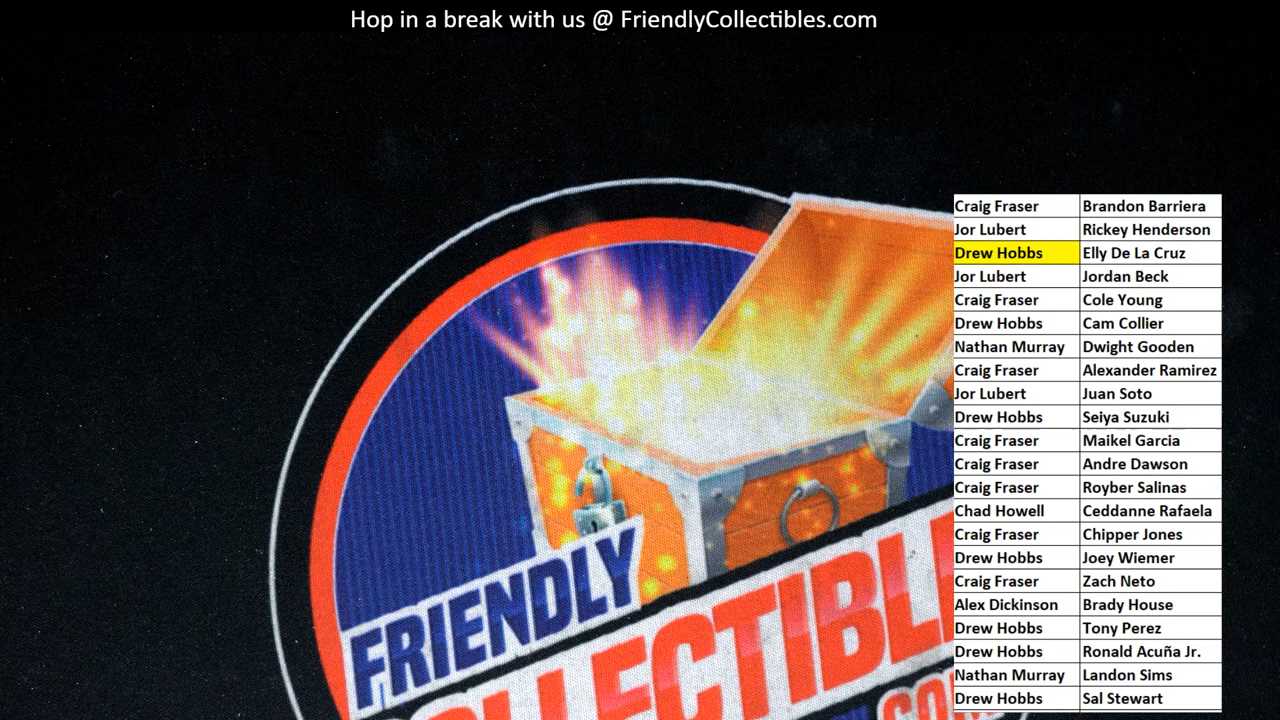 Hop in a break with us @ FriendlyCollectibles.com
Craig Fraser Brandon Barriera
Jor Lubert Rickey Henderson
Drew Hobbs Elly De La Cruz
Jor Lubert Jordan Beck
Craig Fraser Cole Young
Drew Hobbs Cam Collier
Nathan Murray Dwight Gooden
Craig Fraser Alexander Ramirez
Jor Lubert Juan Soto
Drew Hobbs Seiya Suzuki
Craig Fraser Maikel Garcia
Craig Fraser Andre Dawson
Craig Fraser Royber Salinas
Chad Howell Ceddanne Rafaela
Craig Fraser Chipper Jones
Drew Hobbs Joey Wiemer
Craig Fraser Zach Neto
Alex Dickinson Brady House
Drew Hobbs Tony Perez
Drew Hobbs Ronald Acuña Jr.
Nathan Murray Landon Sims
Drew Hobbs Sal Stewart
FRIENDLY